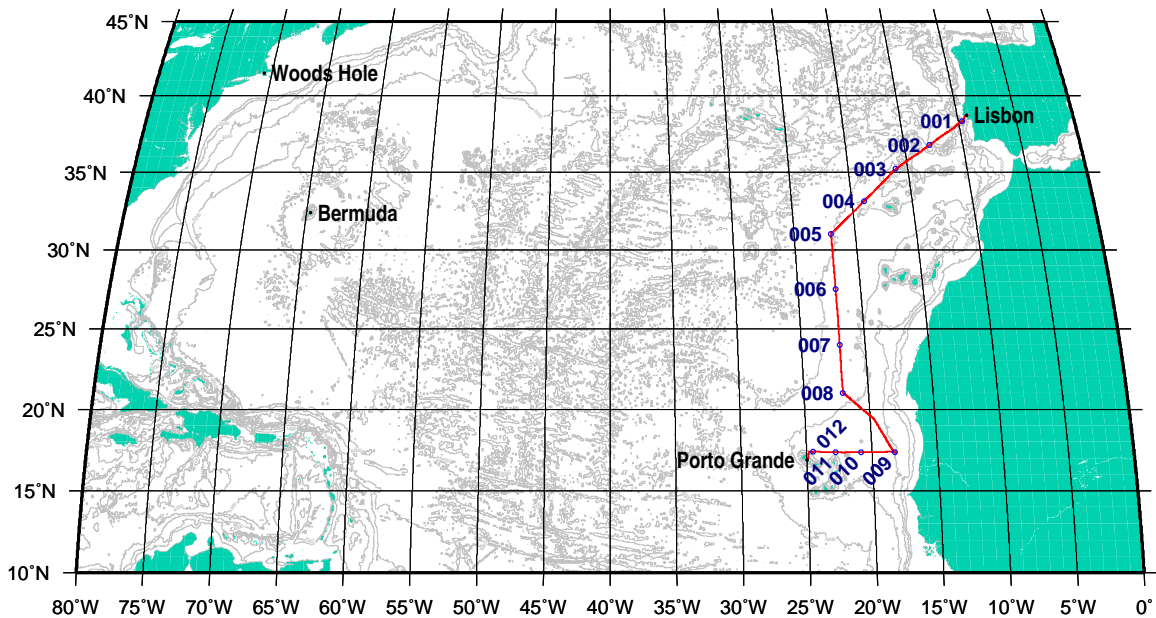 45°N
Woods Hole
40°N
001
Lisbon
002
003
35°N
004
Bermuda
005
30°N
006
25°N
007
008
20°N
012
Porto Grande
011
010
009
15°N
10°N
80°W
75°W
70°W
65°W
60°W
55°W
50°W
45°W
40°W
35°W
30°W
25°W
20°W
15°W
10°W
5°W
0°